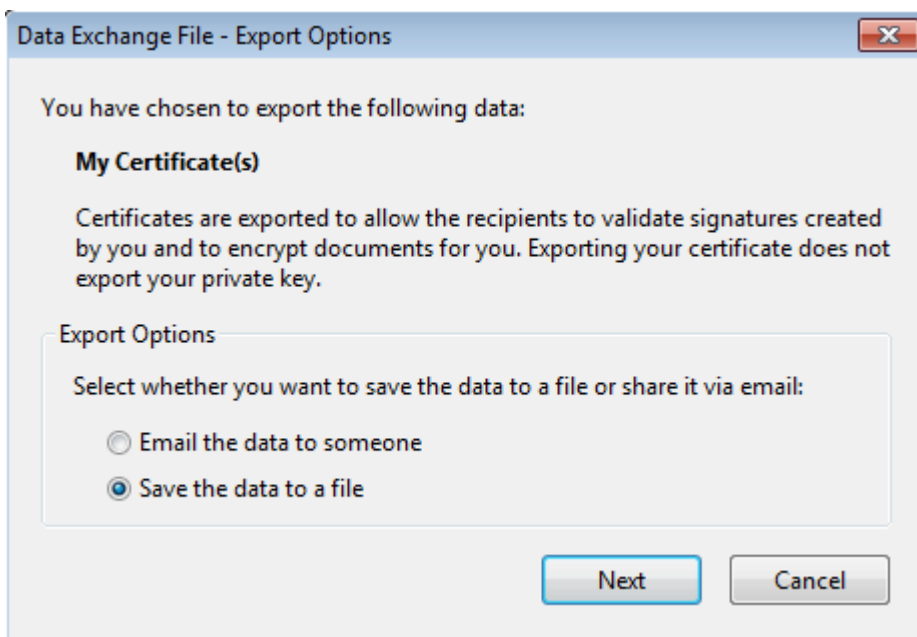 Data Exchange File - Export Options
You have chosen to export the following data:
My Certificate(s)
Certificates are exported to allow the recipients to validate signatures created
by you and to encrypt documents for you. Exporting your certificate does not
export your private key.
Export Options
Select whether you want to save the data to a file or share it via email:
Email the data to someone
Save the data to a file
Next Cancel